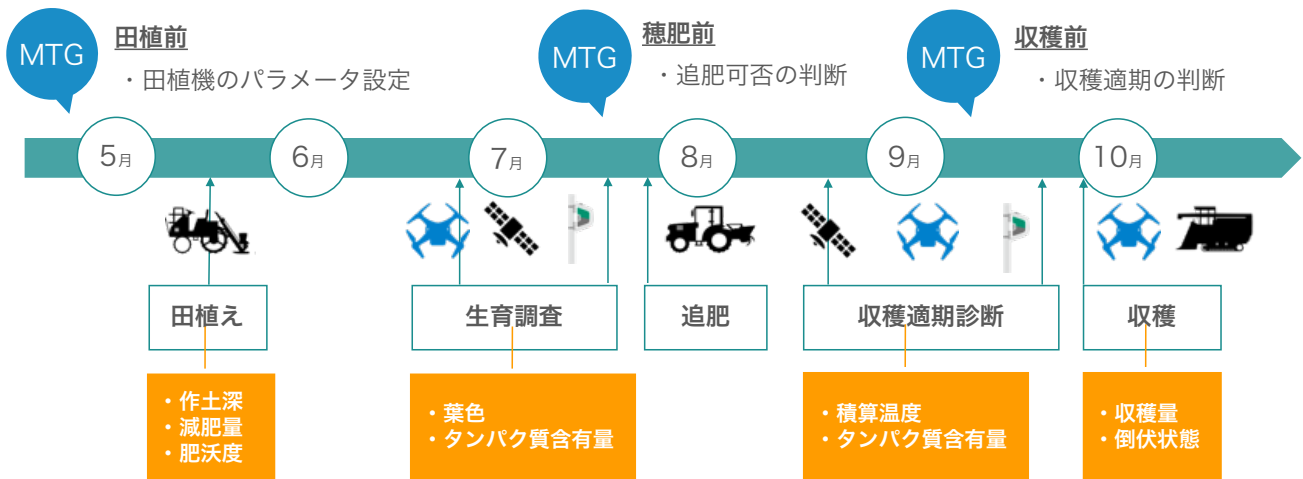 MTG
田植前
・田植機のパラメータ設定
MTG
穂肥前
・追肥可否の判断
MTG
収穫前
・収穫適期の判断
5月
6月
7月
8月
9月
10月
田植え
生育調査
追肥
収穫適期診断
収穫
・作土深
・減肥量
・肥沃度
・葉色
・タンパク質含有量
・積算温度
・タンパク質含有量
・収穫量
・倒伏状態